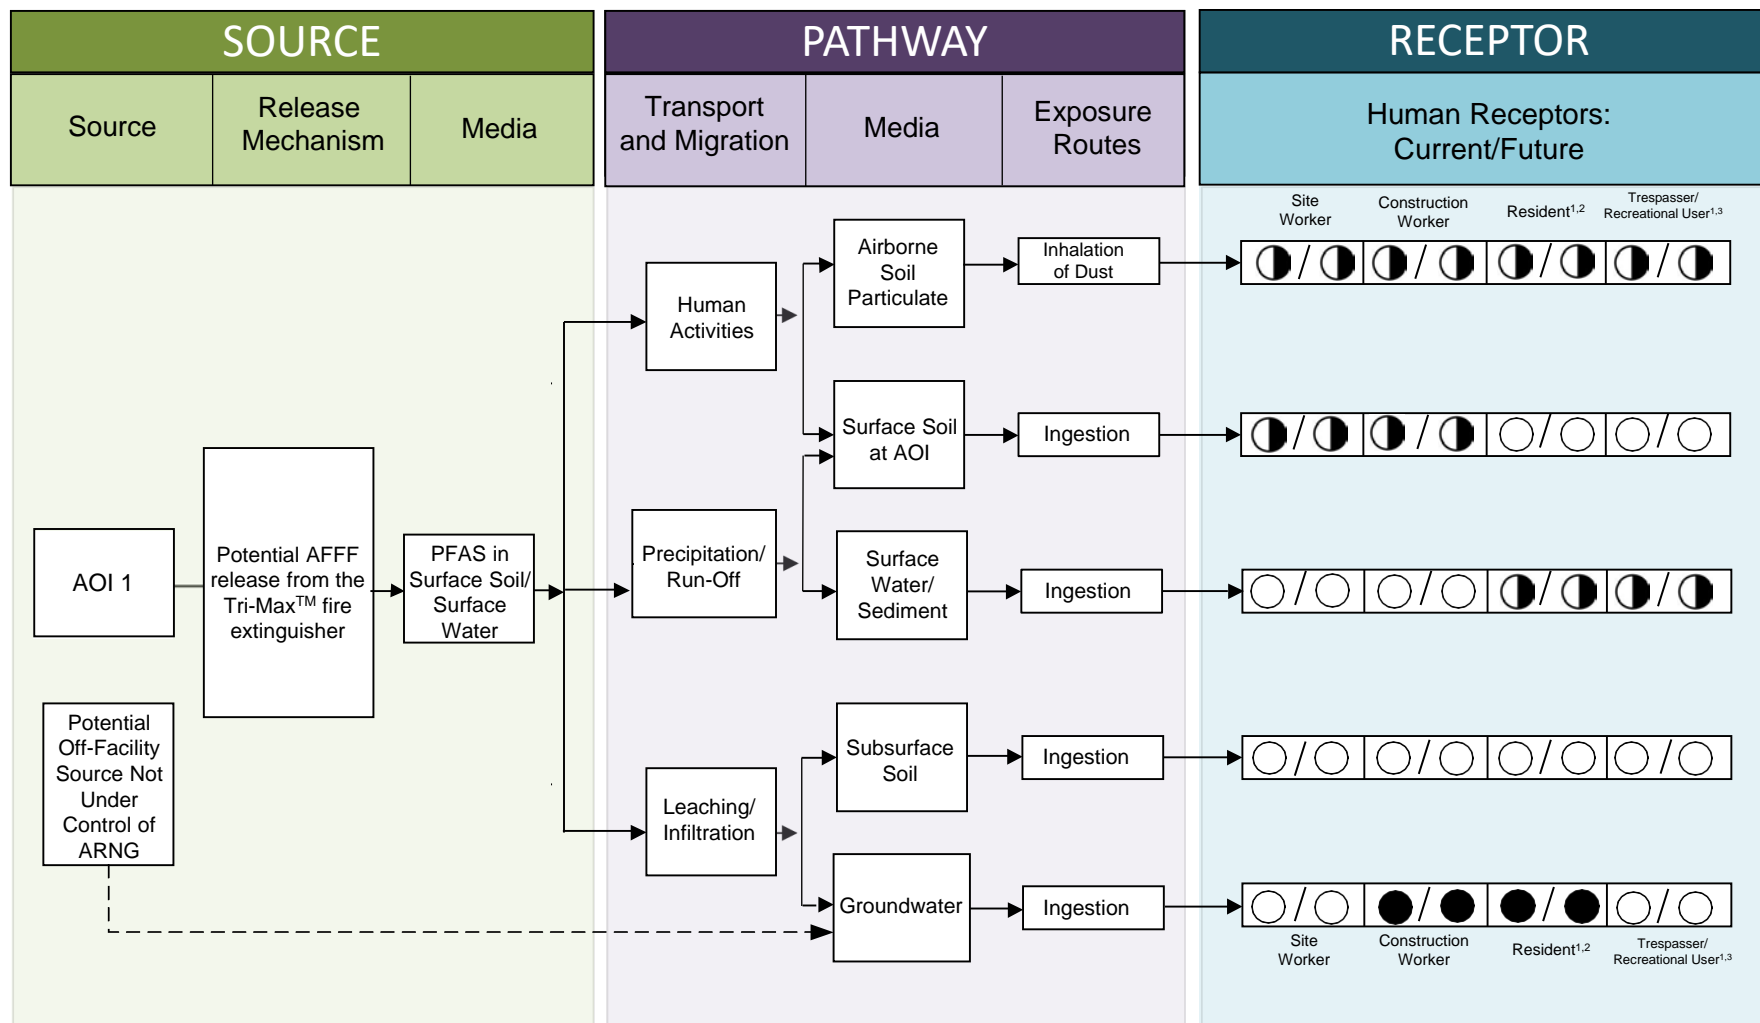 SOURCE
PATHWAY
RECEPTOR
Source
Release
Mechanism
Media
Transport
and Migration
Media
Exposure
Routes
Human Receptors:
Current/Future
Site
Worker
Construction
Worker
Resident1,2
Trespasser/
Recreational User1,3
Airborne
Soil
Particulate
Inhalation
of Dust
/ / / /
Human
Activities
Surface Soil
at AOI
Ingestion
/ / / /
AOI 1
Potential AFFF
release from the
Tri-Max™ fire
extinguisher
PFAS in
Surface Soil/
Surface
Water
Precipitation/
Run-Off
Surface
Water/
Sediment
Ingestion
/ / / /
Potential
Off-Facility
Source Not
Under
Control of
ARNG
Leaching/
Infiltration
Subsurface
Soil
Ingestion
/ / / /
Groundwater
Ingestion
/ / / /
Site
Worker
Construction
Worker
Resident1,2
Trespasser/
Recreational User1,3